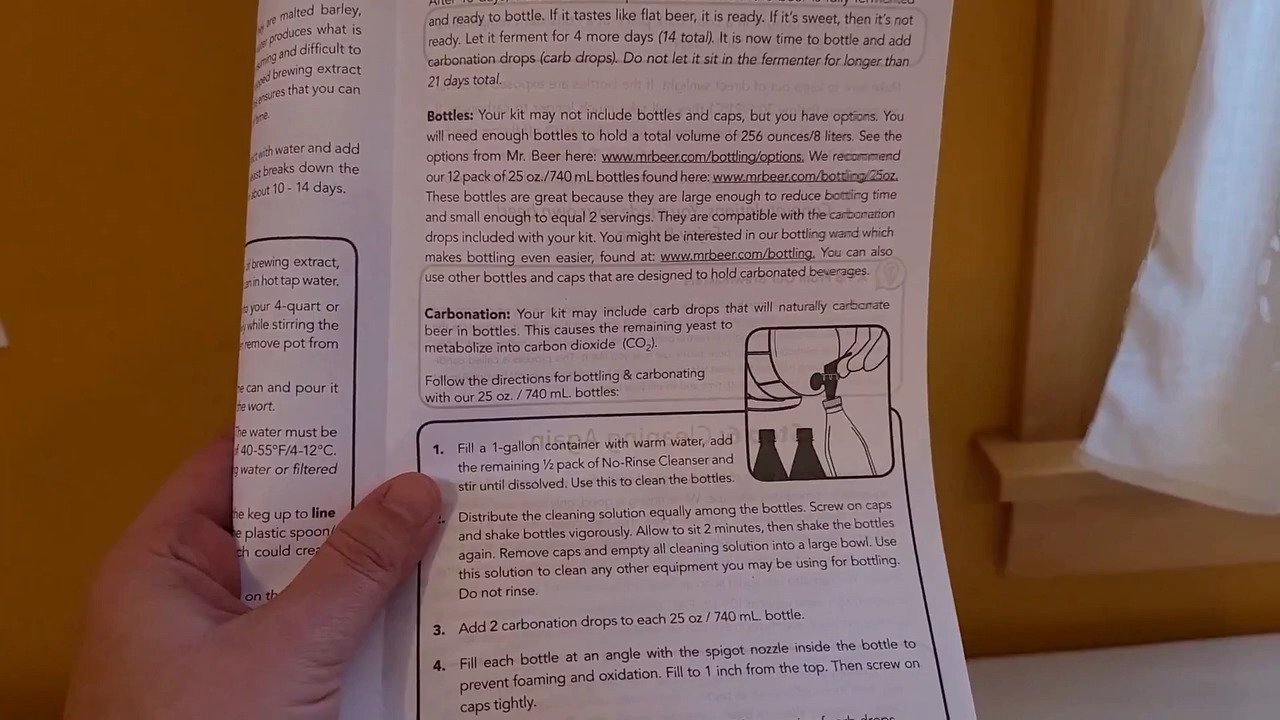 are malted barley,
produces what is
and difficult to
brewing extract
ensures that you can
time.
with water and add
breaks down the
about 10 - 14 days.
of brewing extract,
in hot tap water.
your 4-quart or
while stirring the
remove pot from
can and pour it
the wort.
The water must be
40-55°F/4-12°C.
water or filtered
the keg up to line
plastic spoon/
could
on
and ready to bottle. If it tastes like flat beer, it is ready. If it's sweet, then it's not
ready. Let it ferment for 4 more days (14 total). It is now time to bottle and add
carbonation drops (carb drops). Do not let it sit in the fermenter for longer than
21 days total.
Bottles: Your kit may not include bottles and caps, but you have options. You
will need enough bottles to hold a total volume of 256 ounces/8 liters. See the
options from Mr. Beer here: www.mrbeer.com/bottling/options. We recommend
our 12 pack of 25 oz./740 mL bottles found here: www.mrbeer.com/bottling/25oz.
These bottles are great because they are large enough to reduce bottling time
and small enough to equal 2 servings. They are compatible with the carbonation
drops included with your kit. You might be interested in our bottling wand which
makes bottling even easier, found at: www.mrbeer.com/bottling. You can also
use other bottles and caps that are designed to hold carbonated beverages.
Carbonation: Your kit may include carb drops that will naturally carbonate
beer in bottles. This causes the remaining yeast to
metabolize into carbon dioxide (CO₂).
Follow the directions for bottling & carbonating
with our 25 oz. / 740 mL. bottles:
1. Fill a 1-gallon container with warm water, add
the remaining ½ pack of No-Rinse Cleanser and
stir until dissolved. Use this to clean the bottles.
Distribute the cleaning solution equally among the bottles. Screw on caps
and shake bottles vigorously. Allow to sit 2 minutes, then shake the bottles
again. Remove caps and empty all cleaning solution into a large bowl. Use
this solution to clean any other equipment you may be using for bottling.
Do not rinse.
3. Add 2 carbonation drops to each 25 oz / 740 mL. bottle.
4. Fill each bottle at an angle with the spigot nozzle inside the bottle to
prevent foaming and oxidation. Fill to 1 inch from the top. Then screw on
caps tightly.